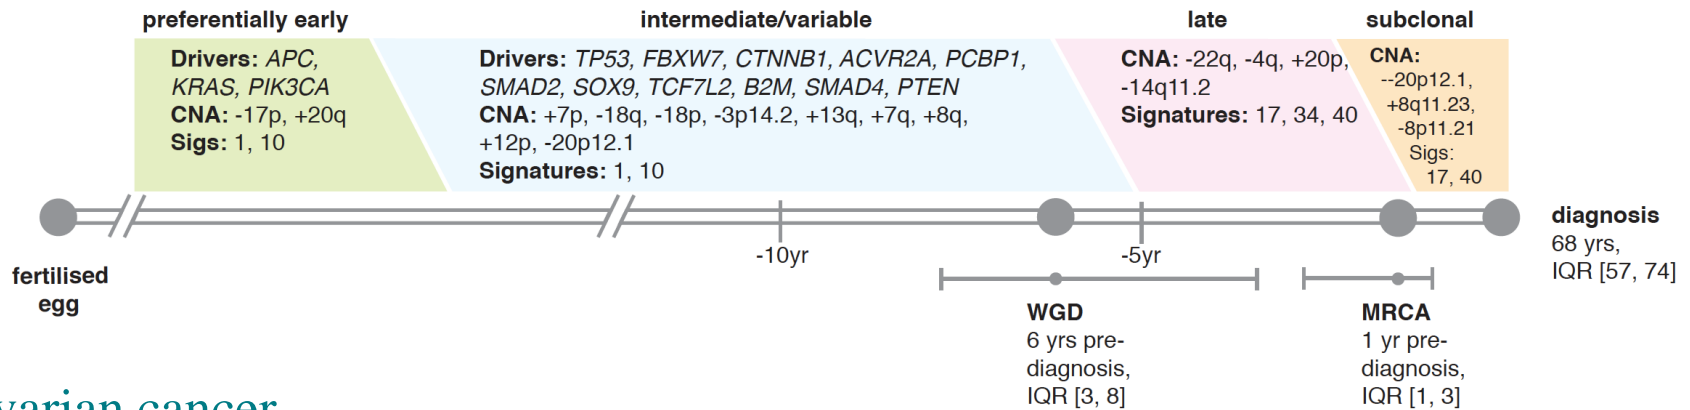 preferentially early
intermediate/variable
late
subclonal
Drivers: APC,
KRAS, PIK3CA
CNA: -17p, +20q
Sigs: 1, 10
Drivers: TP53, FBXW7, CTNNB1, ACVR2A, PCBP1,
SMAD2, SOX9, TCF7L2, B2M, SMAD4, PTEN
CNA: +7p, -18q, -18p, -3p14.2, +13q, +7q, +8q,
+12p, -20p12.1
Signatures: 1, 10
CNA: -22q, -4q, +20p,
-14q11.2
Signatures: 17, 34, 40
CNA:
--20p12.1,
+8q11.23,
-8p11.21
Sigs:
17, 40
fertilised
egg
-10yr
-5yr
diagnosis
68 yrs,
IQR [57, 74]
WGD
6 yrs pre-
diagnosis,
IQR [3, 8]
MRCA
1 yr pre-
diagnosis,
IQR [1, 3]
varian cancer